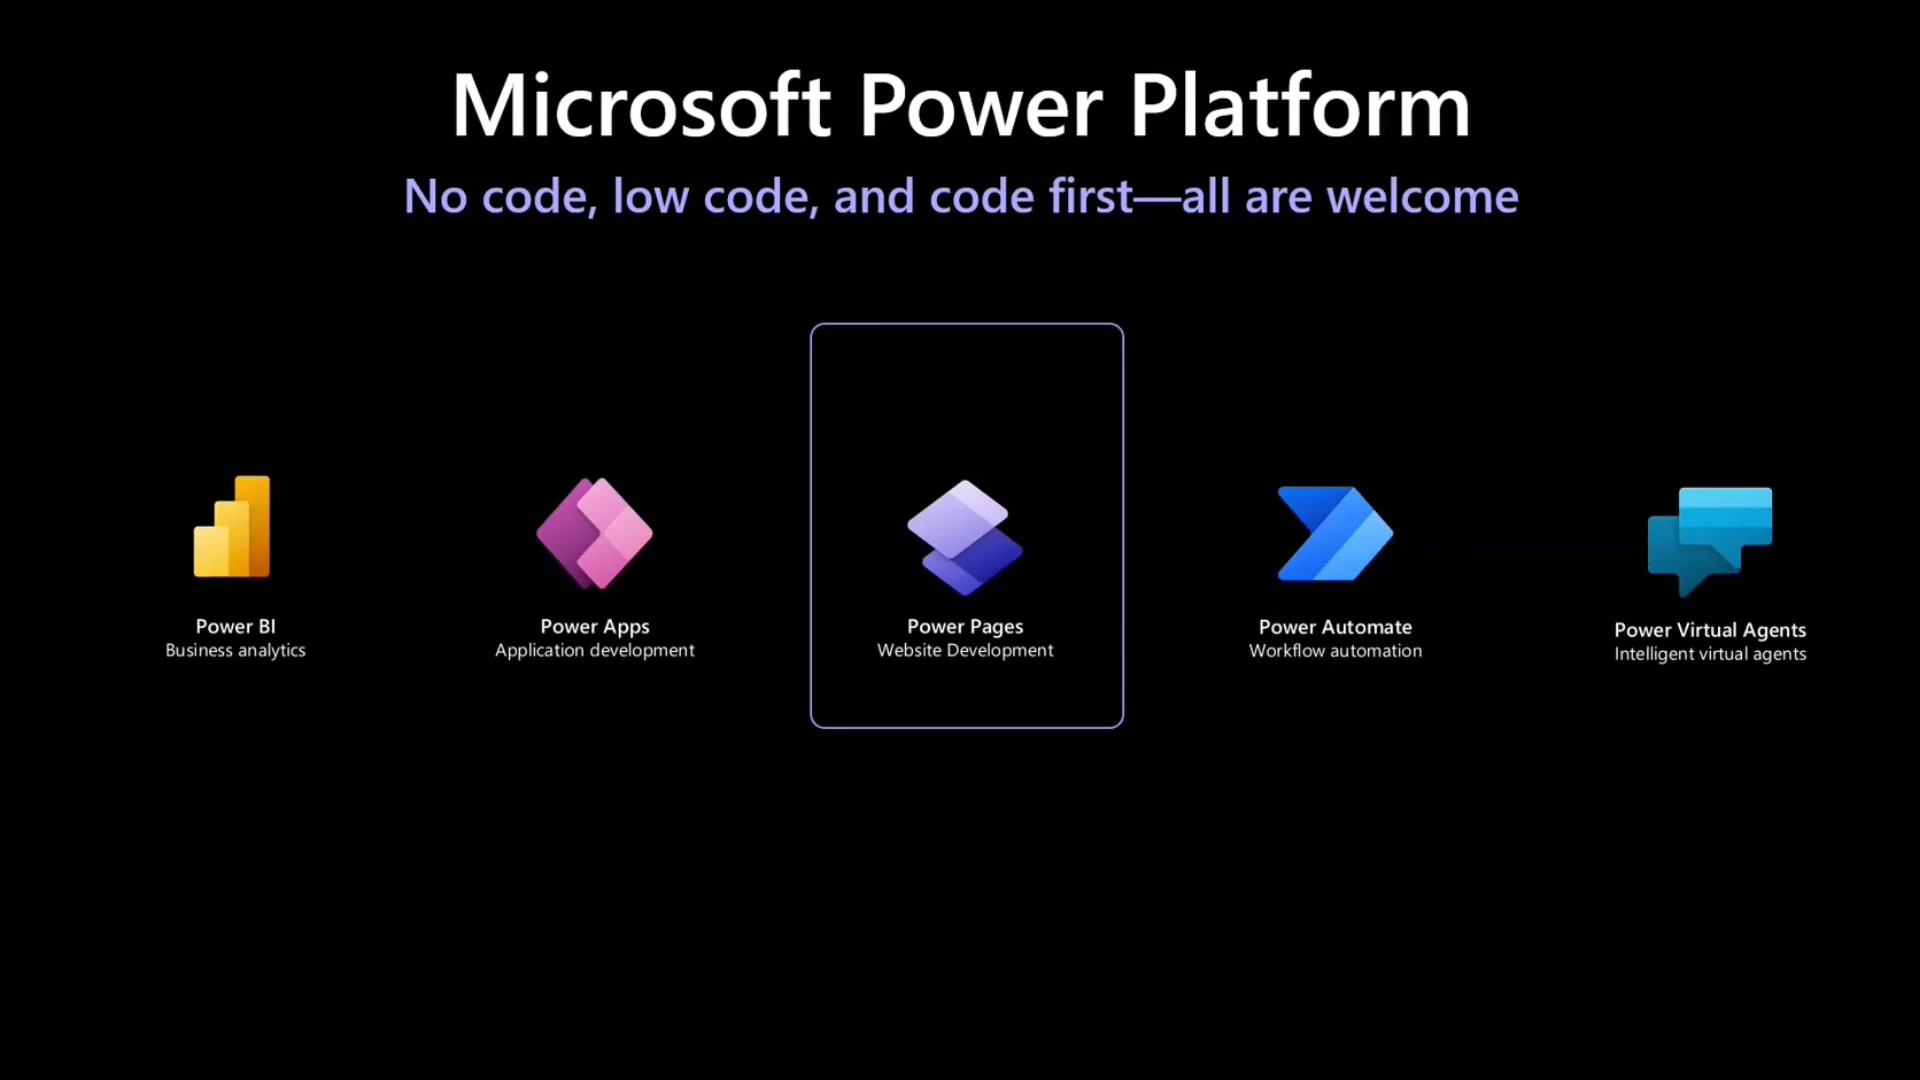 Microsoft Power Platform
No code, low code, and code first—all are welcome
Power BI
Business analytics
Power Apps
Application development
Power Pages
Website Development
Power Automate
Workflow automation
Power Virtual Agents
Intelligent virtual agents